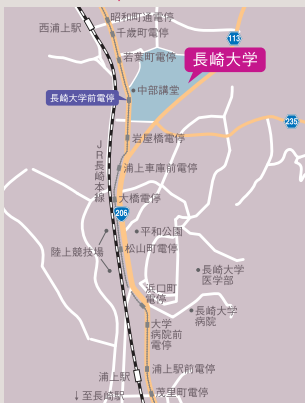 昭和町通電停
西浦上駅
千歳町電停
113
若葉町電停
長崎大学
中部講堂
長崎大学前電停
235
岩屋橋電停
JR長崎本線
浦上車庫前電停
大橋電停
206
平和公園
陸上競技場
松山町電停
長崎大学
医学部
浜口町
電停
長崎大学
病院
大学
病院前
電停
浦上駅前電停
浦上駅
茂里町電停
↓至長崎駅